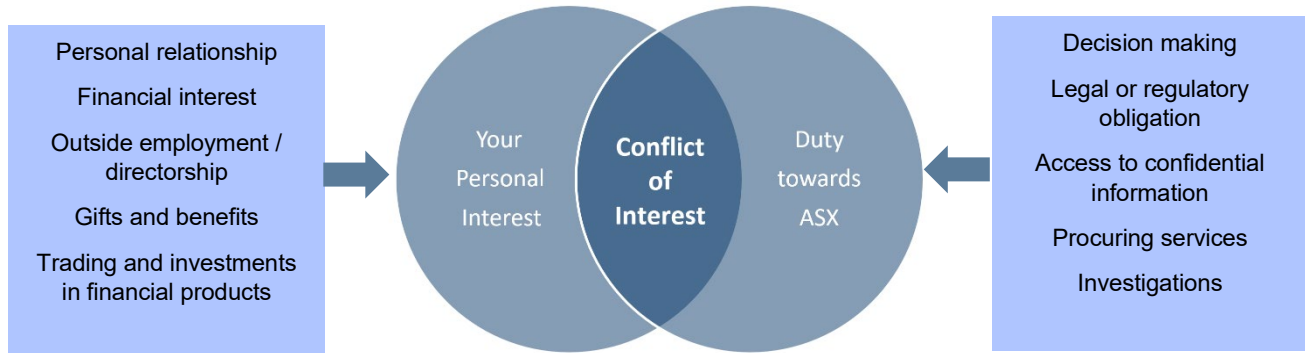 Personal relationship
Financial interest
Outside employment /
directorship
Gifts and benefits
Trading and investments
in financial products
Your
Personal
Interest
Conflict
of
Interest
Duty
towards
ASX
Decision making
Legal or regulatory
obligation
Access to confidential
information
Procuring services
Investigations